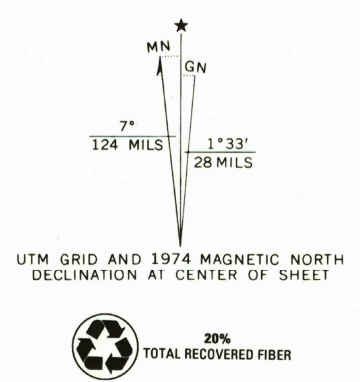 ★
MN
GN
7°
124 MILS
1°33′
28 MILS
UTM GRID AND 1974 MAGNETIC NORTH
DECLINATION AT CENTER OF SHEET
20%
TOTAL RECOVERED FIBER